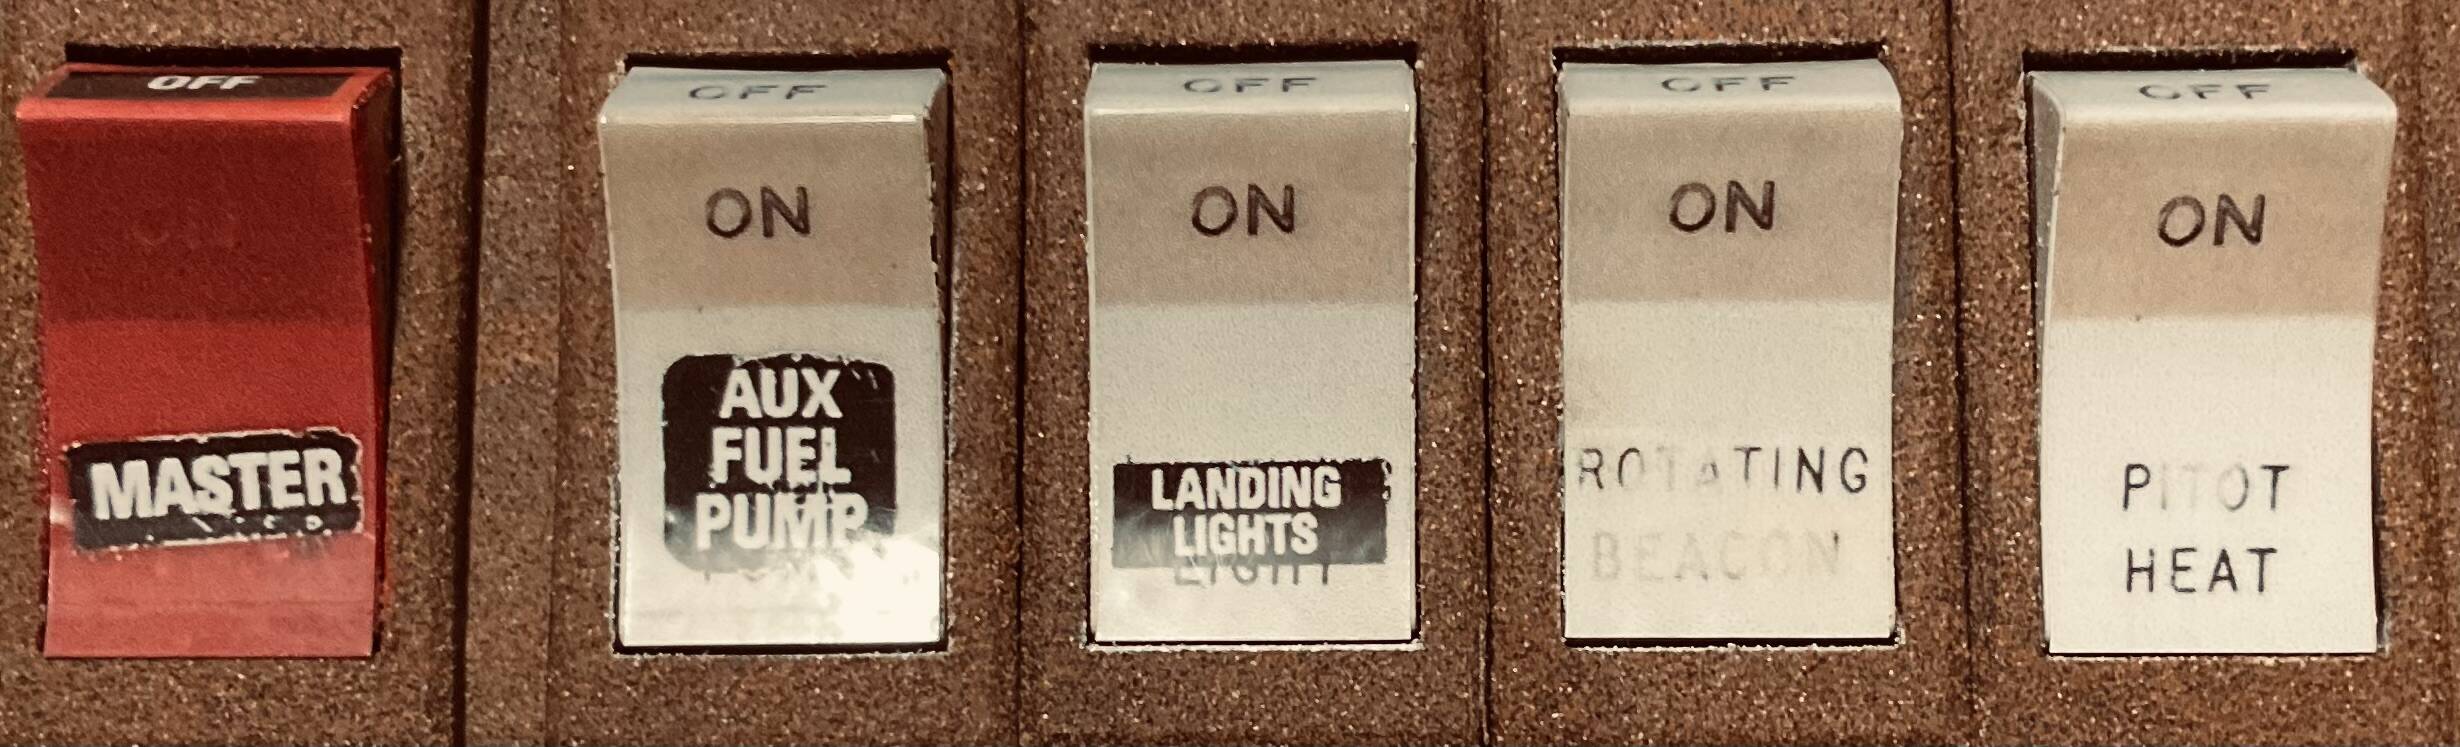 OFF
MASTER
OFF
ON
AUX
FUEL
PUMP
OFF
ON
LANDING
LIGHTS
LIGHT
OFF
ON
ROTATING
BEACON
OFF
ON
PITOT
HEAT